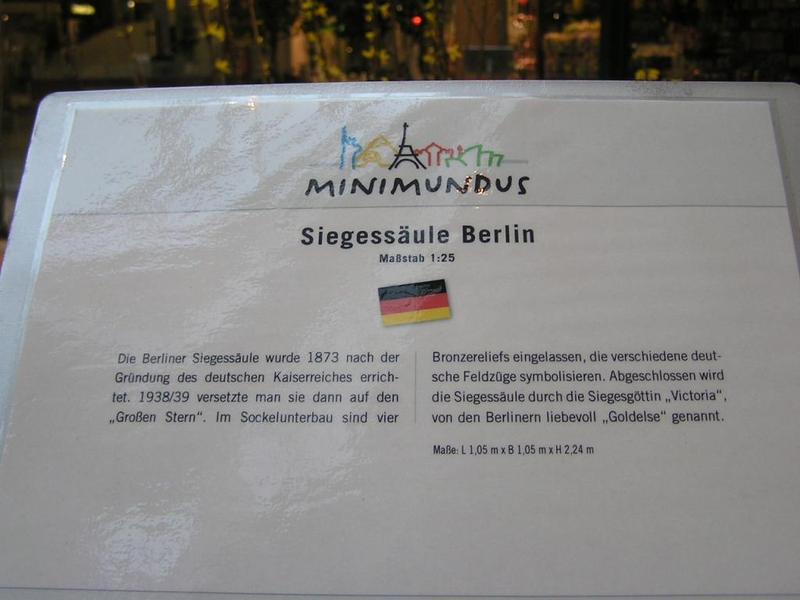 MINIMUNDUS
Siegessäule Berlin
Maßstab 1:25
Die Berliner Siegessäule wurde 1873 nach der
Gründung des deutschen Kaiserreiches errich-
tet. 1938/39 versetzte man sie dann auf den
„Großen Stern“. Im Sockelunterbau sind vier
Bronzereliefs eingelassen, die verschiedene deut-
sche Feldzüge symbolisieren. Abgeschlossen wird
die Siegessäule durch die Siegesgöttin „Victoria“,
von den Berlinern liebevoll „Goldelse“ genannt.
Maße: L 1,05 m x B 1,05 m x H 2,24 m